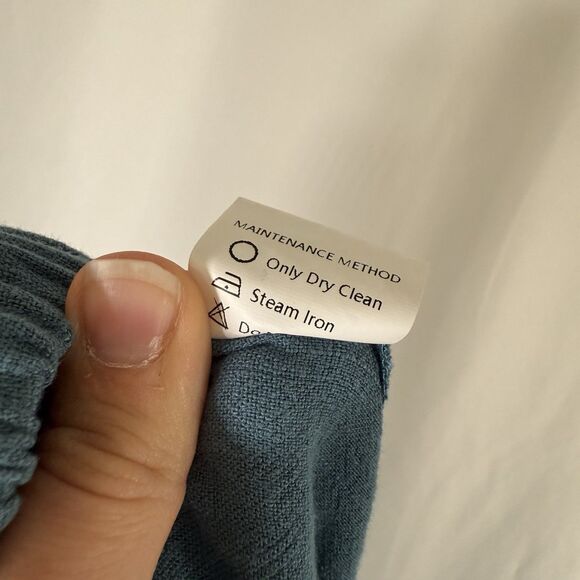 MAINTENANCE METHOD
Only Dry Clean
Steam Iron